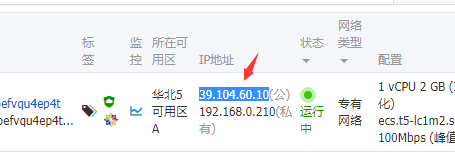 标签
监控
所在可用区
IP地址
状态
网络类型
配置
efvqu4ep4t
oefvqu4ep4t...
华北5
可用区
A
39.104.60.10(公)
192.168.0.210(私有)
运行中
专有网络
1 vCPU 2 GB (I
化)
ecs.t5-lc1m2.s
100Mbps (峰值